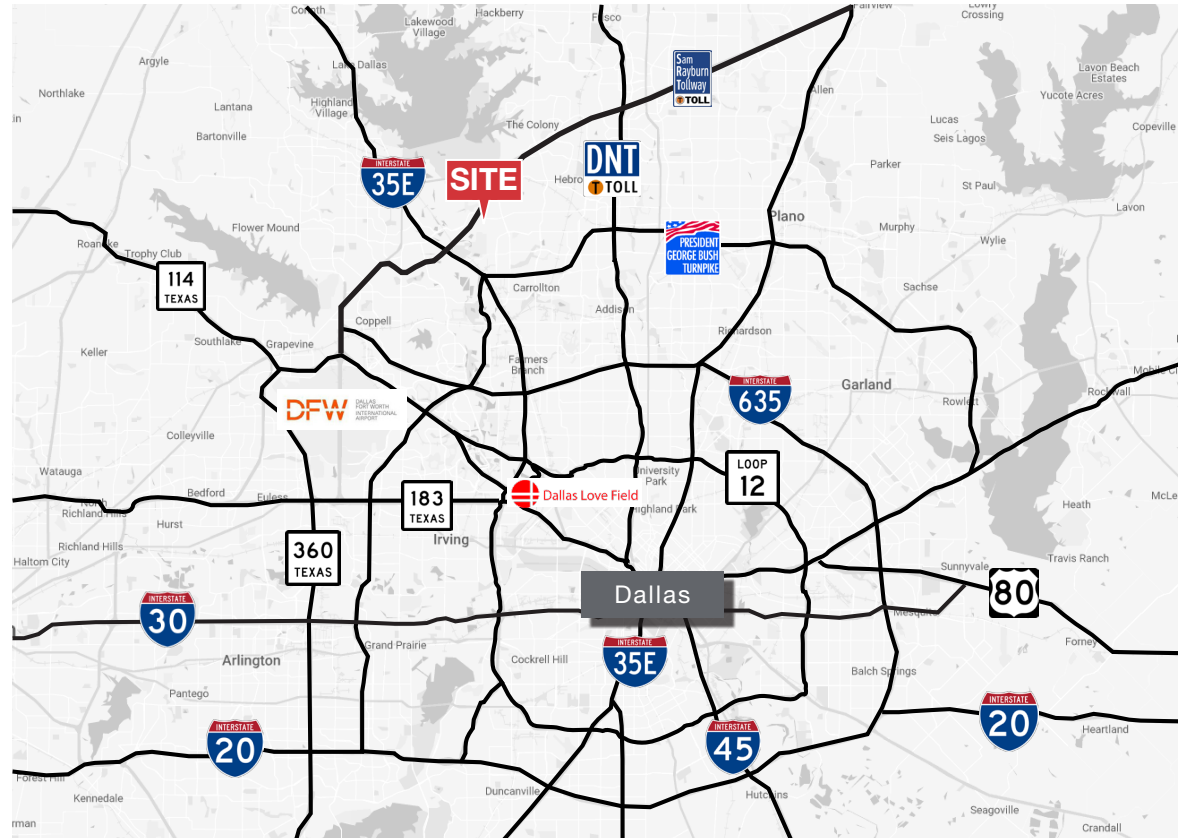 Corinth
Hackberry
Frisco
Fairview
Lowry
Crossing
Lakewood
Village
Argyle
Lake Dallas
Sam
Rayburn
Tollway
TOLL
Lavon Beach
Estates
Northlake
Lantana
Highland
Village
Allen
Yucote Acres
Bartonville
The Colony
Lucas
Seis Lagos
Copeville
INTERSTATE
35E
SITE
DNT
TOLL
Hebro
Parker
St Paul
Lavon
Plano
Flower Mound
Murphy
Wylie
Roanoke
Trophy Club
PRESIDENT
GEORGE BUSH
TURNPIKE
114
TEXAS
Carrollton
Sachse
Addison
Coppell
Richardson
Southlake
Grapevine
Keller
Farmers
Branch
Garland
Rowlett
Rockwall
Mobile Ci
INTERSTATE
635
DFW
DALLAS
FORT WORTH
INTERNATIONAL
AIRPORT
Colleyville
Watauga
University
Park
LOOP
12
North
Richland Hills
Bedford
Euless
183
TEXAS
Dallas Love Field
Highland Park
Heath
McLe
Hurst
Irving
Richland Hills
Haltom City
360
TEXAS
Travis Ranch
Sunnyvale
Dallas
80
INTERSTATE
30
Mesquite
Forney
Grand Prairie
Arlington
Cockrell Hill
INTERSTATE
35E
Balch Springs
Pantego
INTERSTATE
20
INTERSTATE
45
INTERSTATE
20
Heartland
Forest Hill
Kennedale
Duncanville
Hutchins
Seagoville
Crandall
rman